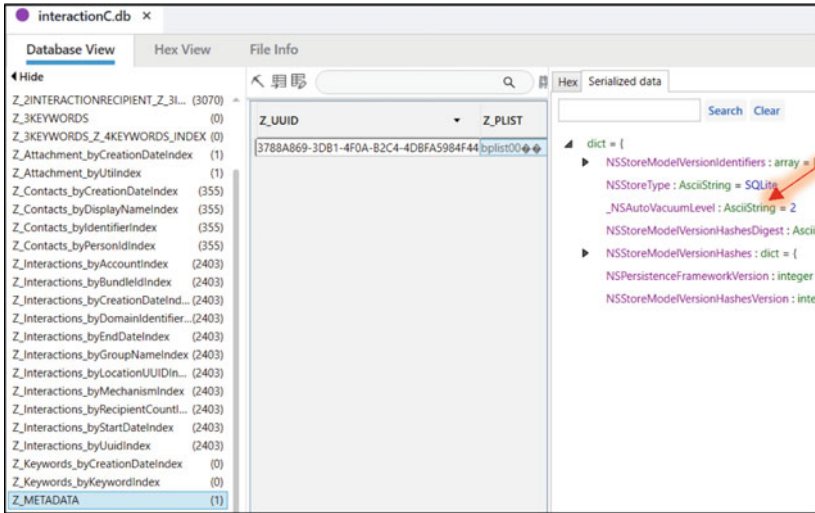 interactionC.db ×
Database View Hex View File Info
Hide
Z_2INTERACTIONRECIPIENT_Z_3I... (3070)
Z_3KEYWORDS (0)
Z_3KEYWORDS_Z_4KEYWORDS_INDEX (0)
Z_Attachment_byCreationDateIndex (1)
Z_Attachment_byUtiIndex (1)
Z_Contacts_byCreationDateIndex (355)
Z_Contacts_byDisplayNameIndex (355)
Z_Contacts_byIdentifierIndex (355)
Z_Contacts_byPersonIdIndex (355)
Z_Interactions_byAccountIndex (2403)
Z_Interactions_byBundleIdIndex (2403)
Z_Interactions_byCreationDateInd... (2403)
Z_Interactions_byDomainIdentifier...(2403)
Z_Interactions_byEndDateIndex (2403)
Z_Interactions_byGroupNameIndex (2403)
Z_Interactions_byLocationUUIDIn... (2403)
Z_Interactions_byMechanismIndex (2403)
Z_Interactions_byRecipientCountI... (2403)
Z_Interactions_byStartDateIndex (2403)
Z_Interactions_byUuidIndex (2403)
Z_Keywords_byCreationDateIndex (0)
Z_Keywords_byKeywordIndex (0)
Z_METADATA (1)
Z_UUID Z_PLIST
3788A869-3DB1-4F0A-B2C4-4DBFA5984F44 bplist00��
Hex Serialized data
Search Clear
dict = {
NSStoreModelVersionIdentifiers : array =
NSStoreType : AsciiString = SQLite
_NSAutoVacuumLevel : AsciiString = 2
NSStoreModelVersionHashesDigest : Ascii
NSStoreModelVersionHashes : dict = {
NSPersistenceFrameworkVersion : integer
NSStoreModelVersionHashesVersion : inte